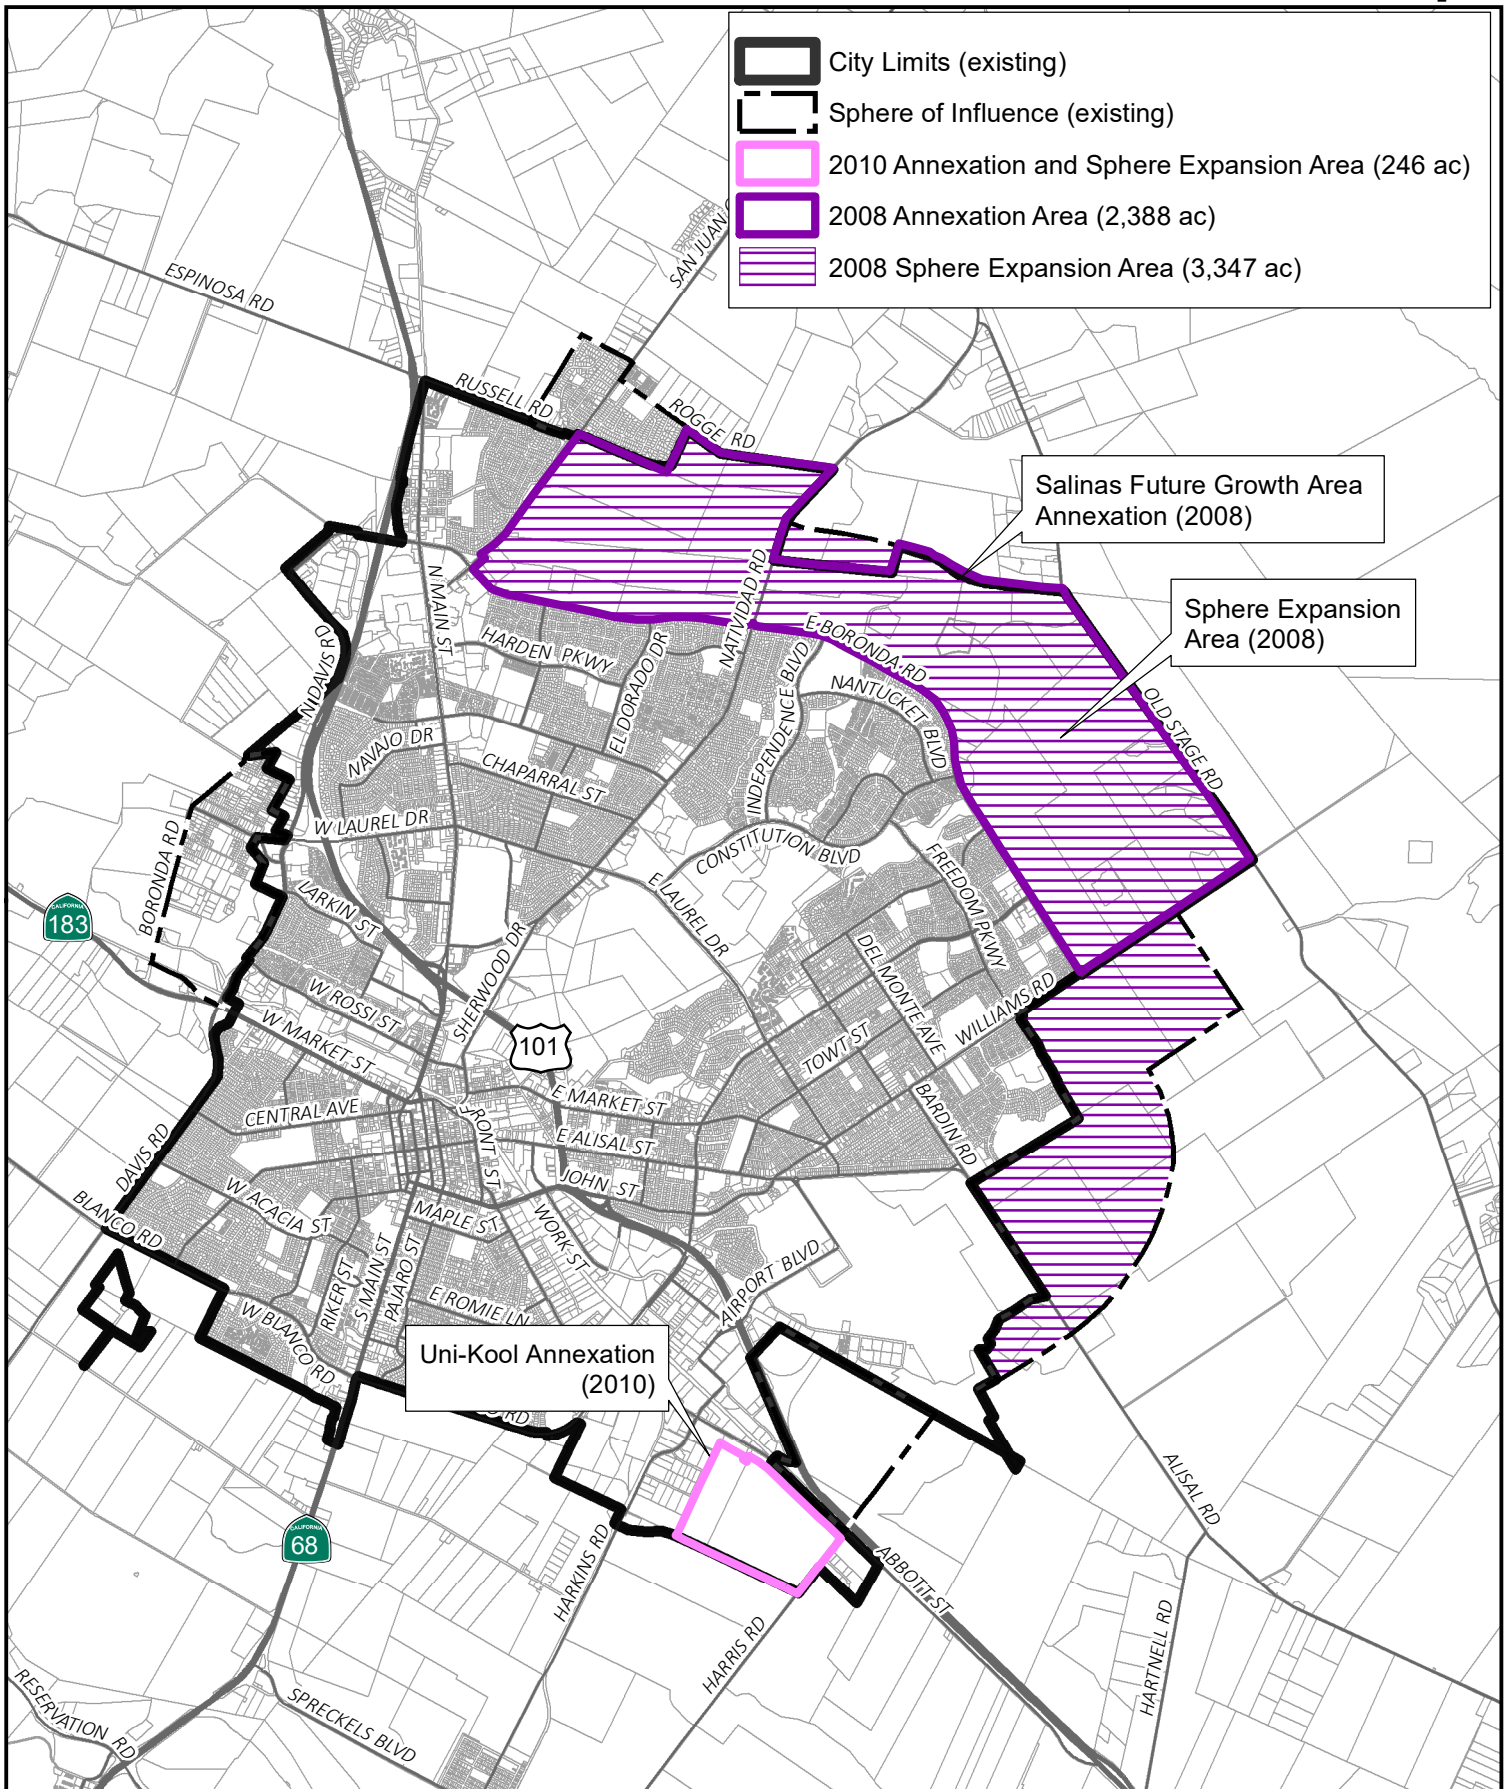 City Limits (existing)
Sphere of Influence (existing)
2010 Annexation and Sphere Expansion Area (246 ac)
2008 Annexation Area (2,388 ac)
2008 Sphere Expansion Area (3,347 ac)
SAN JUAN
ESPINOSA RD
RUSSELL RD
ROGGE RD
Salinas Future Growth Area
Annexation (2008)
Sphere Expansion
Area (2008)
N MAIN ST
NATIVIDAD RD
E BORONDA RD
HARDEN PKWY
EL DORADO DR
INDEPENDENCE BLVD
NANTUCKET BLVD
OLD STAGE RD
N DAVIS RD
NAVAJO DR
CHAPARRAL ST
W LAUREL DR
CONSTITUTION BLVD
BORONDA RD
FREEDOM PKWY
E LAUREL DR
LARKIN ST
CALIFORNIA
183
SHERWOOD DR
DEL MONTE AVE
W ROSSI ST
WILLIAMS RD
W MARKET ST
101
TOWT ST
E MARKET ST
BARDIN RD
CENTRAL AVE
E ALISAL ST
DAVIS RD
JOHN ST
BLANCO RD
W ACACIA ST
MAPLE ST
WORK ST
RIKER ST
S MAIN ST
PAJARO ST
AIRPORT BLVD
E ROMIE LN
W BLANCO RD
Uni-Kool Annexation
(2010)
RD
ALISAL RD
CALIFORNIA
68
HARKINS RD
ABBOTT ST
HARRIS RD
HARTNELL RD
RESERVATION RD
SPRECKELS BLVD